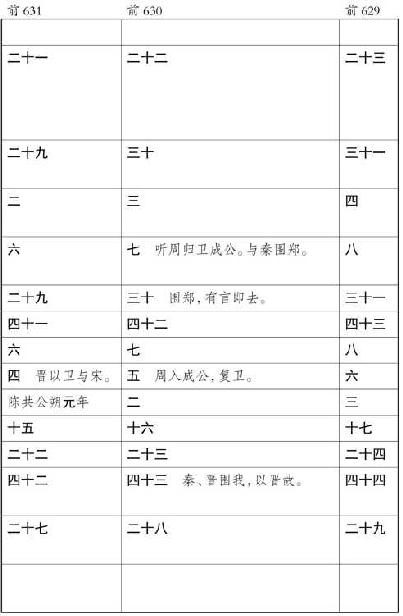 前 631 前 630 前 629
二十一 二十二 二十三
二十九 三十 三十一
二 三 四
六 七 听周归卫成公。与秦围郑。 八
二十九 三十 围郑，有言即去。 三十一
四十一 四十二 四十三
六 七 八
四 晋以卫与宋。 五 周入成公，复卫。 六
陈共公朔元年 二 三
十五 十六 十七
二十二 二十三 二十四
四十二 四十三 秦、晋围我，以晋故。 四十四
二十七 二十八 二十九